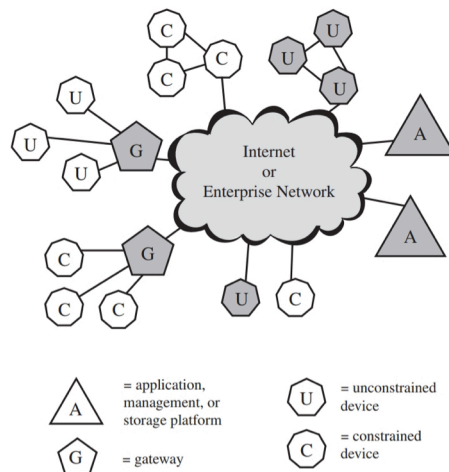 C
C
C
U
U
U
U
U
U
G
A
Internet
or
Enterprise Network
A
C
G
C
C
U
C
A
= application,
management, or
storage platform
G
= gateway
U
= unconstrained
device
C
= constrained
device